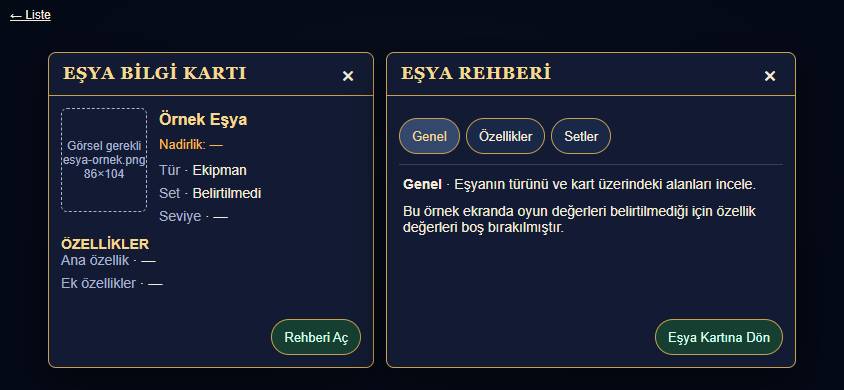 ← Liste
EŞYA BİLGİ KARTI
×
Görsel gerekli
esya-ornek.png
86×104
Örnek Eşya
Nadirlik: —
Tür · Ekipman
Set · Belirtilmedi
Seviye · —
ÖZELLİKLER
Ana özellik · —
Ek özellikler · —
Rehberi Aç
EŞYA REHBERİ
×
Genel
Özellikler
Setler
Genel · Eşyanın türünü ve kart üzerindeki alanları incele.
Bu örnek ekranda oyun değerleri belirtilmediği için özellik
değerleri boş bırakılmıştır.
Eşya Kartına Dön